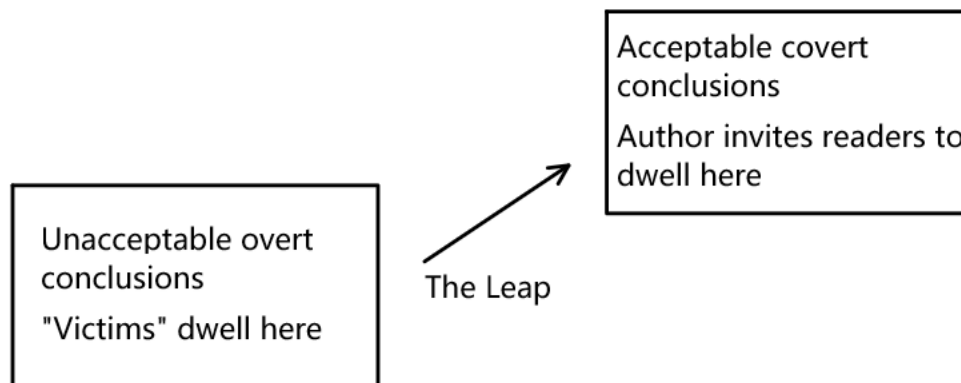 Acceptable covert
conclusions
Author invites readers to
dwell here
Unacceptable overt
conclusions
"Victims" dwell here
The Leap